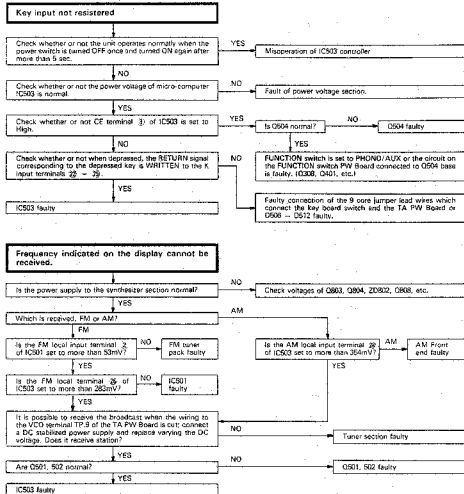 Key input not registered
Check whether or not the unit operates normally when the
power switch is turned OFF once and turned ON again after
more than 5 sec.
YES
Misoperation of IC503 controller
NO
Check whether or not the power voltage of micro-computer
IC503 is normal.
NO
Fault of power voltage section.
YES
Check whether or not CE terminal 3 of IC503 is set to
High.
YES
Is Q504 normal?
NO
Q504 faulty
NO
YES
Check whether or not when depressed, the RETURN signal
corresponding to the depressed key is WRITTEN to the K
input terminals
NO
FUNCTION switch is set to PHONO/AUX or the circuit on
the FUNCTION switch PW Board connected to Q504 base
is faulty. (Q308, Q401, etc.)
YES
IC503 faulty
Faulty connection of the 9 core jumper lead wires which
connect the key board switch and the TA PW Board or
Q506 – Q512 faulty.
Frequency indicated on the display cannot be
received.
Is the power supply to the synthesizer section normal?
NO
Check voltages of Q803, Q804, ZD802, Q808, etc.
YES
Which is received, FM or AM?
AM
FM
Is the FM local input terminal 2
of IC501 set to more than 53mV?
NO
FM tuner
pack faulty
Is the AM local input terminal
of IC503 set to more than 354mV?
AM
AM Front
end faulty
YES
YES
Is the FM local terminal of
IC503 set to more than 283mV?
NO
IC501
faulty
YES
It is possible to receive the broadcast when the wiring to
the VCO terminal TP.9 of the TA PW Board is cut; connect
a DC stabilized power supply and replace varying the DC
voltage. Does it receive station?
NO
Tuner section faulty
YES
Are Q501, 502 normal?
NO
Q501, 502 faulty
YES
IC503 faulty